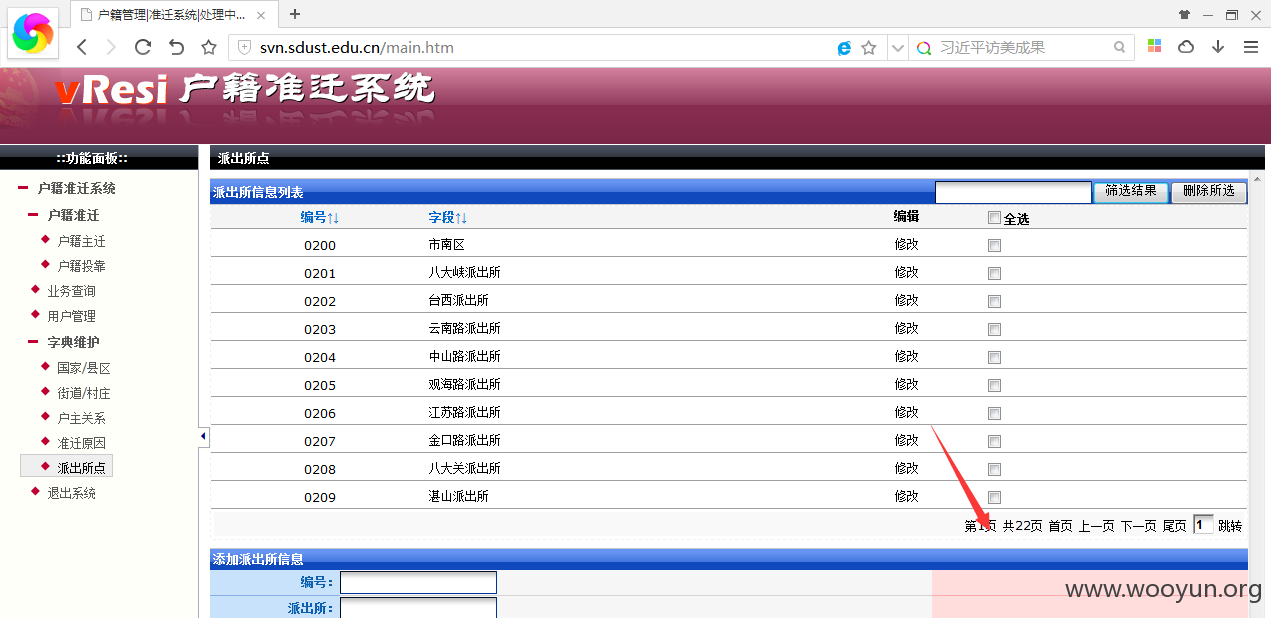 户籍管理|准迁系统|处理中...
svn.sdust.edu.cn/main.htm
习近平访美成果
vResi 户籍准迁系统
::功能面板::
户籍准迁系统
户籍准迁
户籍主迁
户籍投靠
业务查询
用户管理
字典维护
国家/县区
街道/村庄
户主关系
准迁原因
派出所点
退出系统
派出所点
派出所信息列表 筛选结果 删除所选
编号↑↓ 字段↑↓ 编辑 全选
0200 市南区 修改
0201 八大峡派出所 修改
0202 台西派出所 修改
0203 云南路派出所 修改
0204 中山路派出所 修改
0205 观海路派出所 修改
0206 江苏路派出所 修改
0207 金口路派出所 修改
0208 八大关派出所 修改
0209 湛山派出所 修改
第1页 共22页 首页 上一页 下一页 尾页 1 跳转
添加派出所信息
编号：
派出所：
www.wooyun.org